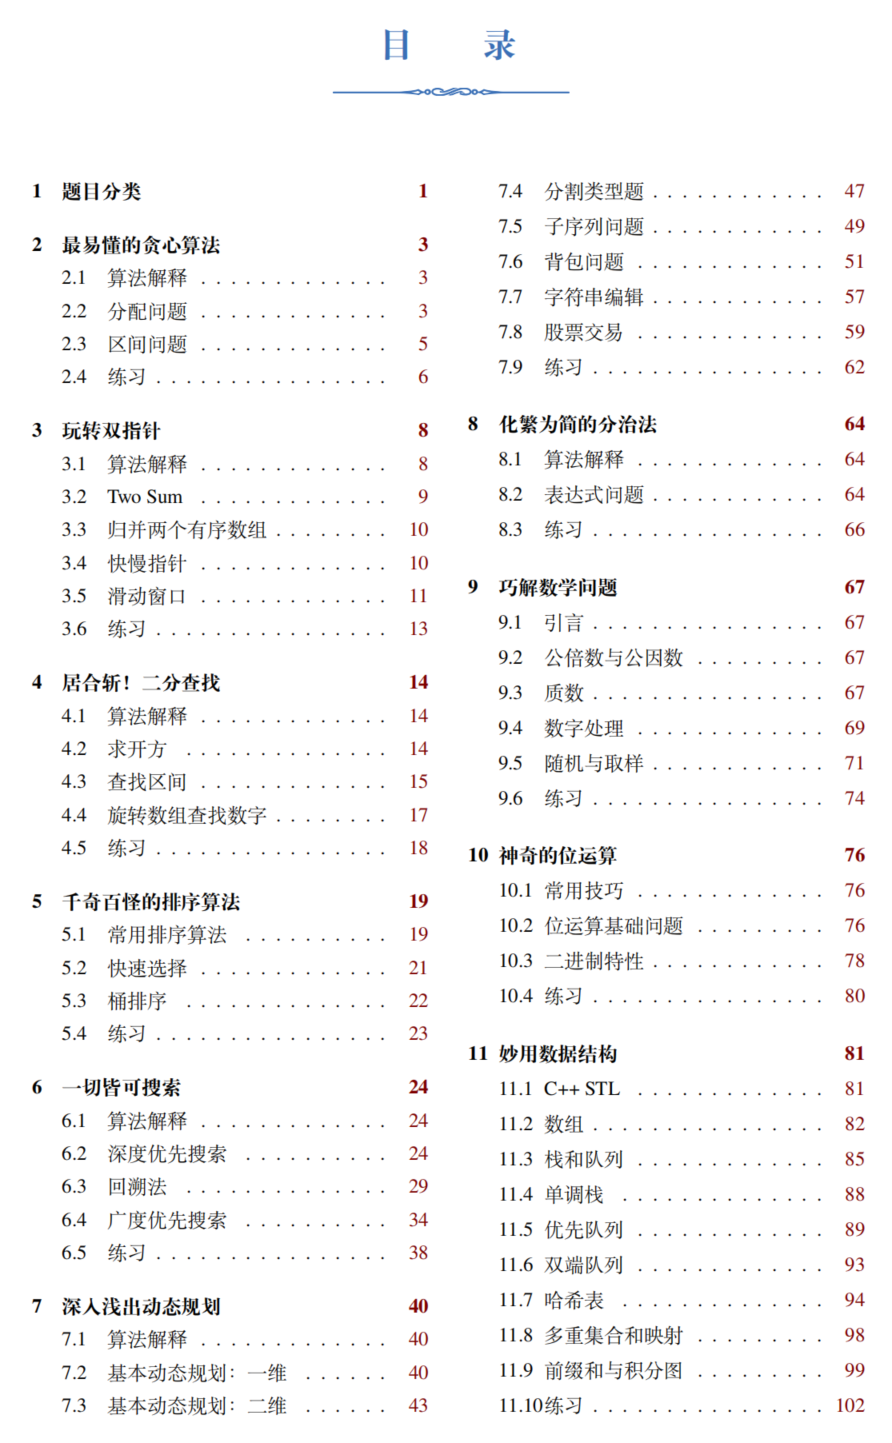 目 录
1 题目分类 1
2 最易懂的贪心算法 3
2.1 算法解释 . . . . . . . . . . . . . 3
2.2 分配问题 . . . . . . . . . . . . . 3
2.3 区间问题 . . . . . . . . . . . . . 5
2.4 练习 . . . . . . . . . . . . . . . . 6
3 玩转双指针 8
3.1 算法解释 . . . . . . . . . . . . . 8
3.2 Two Sum . . . . . . . . . . . . . 9
3.3 归并两个有序数组 . . . . . . . . 10
3.4 快慢指针 . . . . . . . . . . . . . 10
3.5 滑动窗口 . . . . . . . . . . . . . 11
3.6 练习 . . . . . . . . . . . . . . . . 13
4 居合斩！二分查找 14
4.1 算法解释 . . . . . . . . . . . . . 14
4.2 求开方 . . . . . . . . . . . . . . 14
4.3 查找区间 . . . . . . . . . . . . . 15
4.4 旋转数组查找数字 . . . . . . . . 17
4.5 练习 . . . . . . . . . . . . . . . . 18
5 千奇百怪的排序算法 19
5.1 常用排序算法 . . . . . . . . . . 19
5.2 快速选择 . . . . . . . . . . . . . 21
5.3 桶排序 . . . . . . . . . . . . . . 22
5.4 练习 . . . . . . . . . . . . . . . . 23
6 一切皆可搜索 24
6.1 算法解释 . . . . . . . . . . . . . 24
6.2 深度优先搜索 . . . . . . . . . . 24
6.3 回溯法 . . . . . . . . . . . . . . 29
6.4 广度优先搜索 . . . . . . . . . . 34
6.5 练习 . . . . . . . . . . . . . . . . 38
7 深入浅出动态规划 40
7.1 算法解释 . . . . . . . . . . . . . 40
7.2 基本动态规划：一维 . . . . . . 40
7.3 基本动态规划：二维 . . . . . . 43
7.4 分割类型题 . . . . . . . . . . . . 47
7.5 子序列问题 . . . . . . . . . . . . 49
7.6 背包问题 . . . . . . . . . . . . . 51
7.7 字符串编辑 . . . . . . . . . . . . 57
7.8 股票交易 . . . . . . . . . . . . . 59
7.9 练习 . . . . . . . . . . . . . . . . 62
8 化繁为简的分治法 64
8.1 算法解释 . . . . . . . . . . . . . 64
8.2 表达式问题 . . . . . . . . . . . . 64
8.3 练习 . . . . . . . . . . . . . . . . 66
9 巧解数学问题 67
9.1 引言 . . . . . . . . . . . . . . . . 67
9.2 公倍数与公因数 . . . . . . . . . 67
9.3 质数 . . . . . . . . . . . . . . . . 67
9.4 数字处理 . . . . . . . . . . . . . 69
9.5 随机与取样 . . . . . . . . . . . . 71
9.6 练习 . . . . . . . . . . . . . . . . 74
10 神奇的位运算 76
10.1 常用技巧 . . . . . . . . . . . . . 76
10.2 位运算基础问题 . . . . . . . . . 76
10.3 二进制特性 . . . . . . . . . . . . 78
10.4 练习 . . . . . . . . . . . . . . . . 80
11 妙用数据结构 81
11.1 C++ STL . . . . . . . . . . . . . 81
11.2 数组 . . . . . . . . . . . . . . . . 82
11.3 栈和队列 . . . . . . . . . . . . . 85
11.4 单调栈 . . . . . . . . . . . . . . 88
11.5 优先队列 . . . . . . . . . . . . . 89
11.6 双端队列 . . . . . . . . . . . . . 93
11.7 哈希表 . . . . . . . . . . . . . . 94
11.8 多重集合和映射 . . . . . . . . . 98
11.9 前缀和与积分图 . . . . . . . . . 99
11.10练习 . . . . . . . . . . . . . . . . 102